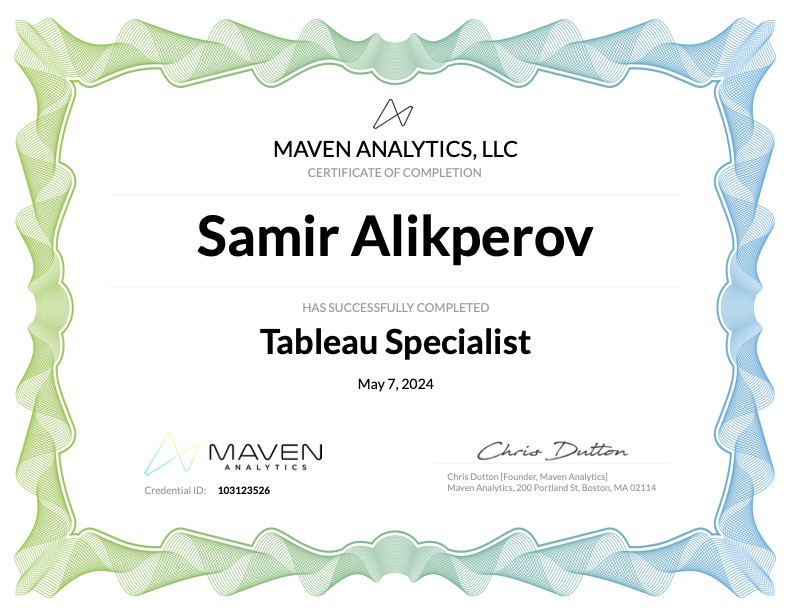 MAVEN ANALYTICS, LLC
CERTIFICATE OF COMPLETION
Samir Alikperov
HAS SUCCESSFULLY COMPLETED
Tableau Specialist
May 7, 2024
MAVEN
ANALYTICS
Credential ID: 103123526
Chris Dutton
Chris Dutton [Founder, Maven Analytics]
Maven Analytics, 200 Portland St, Boston, MA 02114